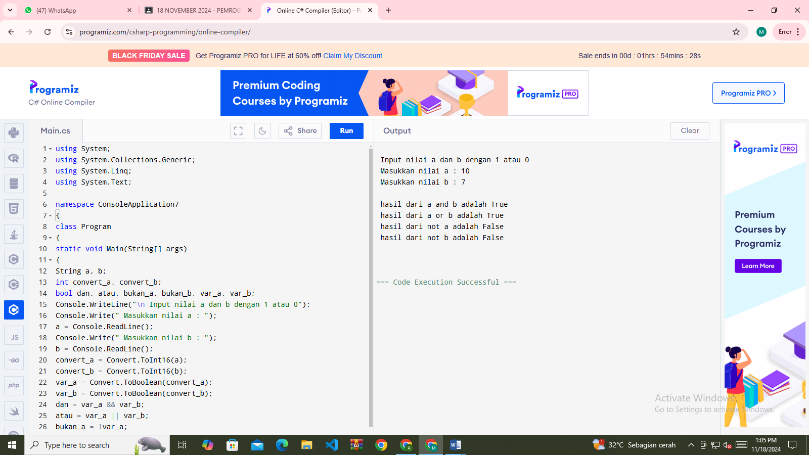 (47) WhatsApp
18 NOVEMBER 2024 - PEMROG
Online C# Compiler (Editor) - P
programiz.com/csharp-programming/online-compiler/
M
Error
BLACK FRIDAY SALE Get Programiz PRO for LIFE at 60% off! Claim My Discount Sale ends in 00d : 01hrs : 54mins : 28s
Programiz
C# Online Compiler
Premium Coding
Courses by Programiz
Programiz PRO
Programiz PRO
Main.cs
Share
Run
Output
Clear
1 using System;
2 using System.Collections.Generic;
3 using System.Linq;
4 using System.Text;
5
6 namespace ConsoleApplication7
7 {
8 class Program
9 {
10 static void Main(String[] args)
11 {
12 String a, b;
13 int convert_a, convert_b;
14 bool dan, atau, bukan_a, bukan_b, var_a, var_b;
15 Console.WriteLine("\n Input nilai a dan b dengan 1 atau 0");
16 Console.Write(" Masukkan nilai a : ");
17 a = Console.ReadLine();
18 Console.Write(" Masukkan nilai b : ");
19 b = Console.ReadLine();
20 convert_a = Convert.ToInt16(a);
21 convert_b = Convert.ToInt16(b);
22 var_a = Convert.ToBoolean(convert_a);
23 var_b = Convert.ToBoolean(convert_b);
24 dan = var_a && var_b;
25 atau = var_a || var_b;
26 bukan_a = !var_a;
Input nilai a dan b dengan 1 atau 0
Masukkan nilai a : 10
Masukkan nilai b : 7
hasil dari a and b adalah True
hasil dari a or b adalah True
hasil dari not a adalah False
hasil dari not b adalah False
=== Code Execution Successful ===
JS
GO
php
Programiz PRO
Premium
Courses by
Programiz
Learn More
Activate Windows
Go to Settings to activate Windows.
Type here to search
32°C Sebagian cerah
1:05 PM
11/18/2024